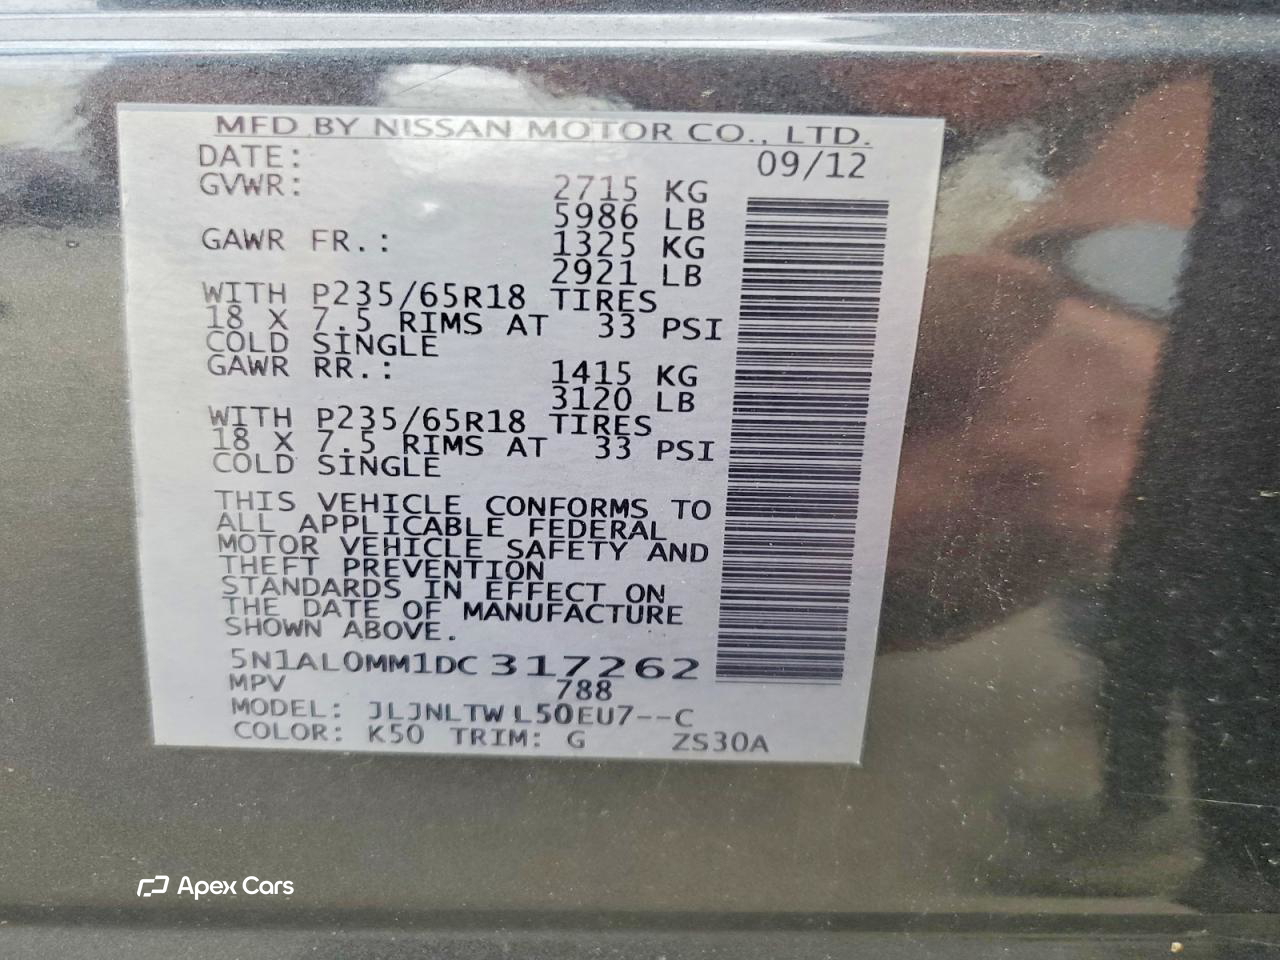 MFD BY NISSAN MOTOR CO., LTD.
DATE: 09/12
GVWR: 2715 KG
5986 LB
GAWR FR.: 1325 KG
2921 LB
WITH P235/65R18 TIRES
18 X 7.5 RIMS AT 33 PSI
COLD SINGLE
GAWR RR.: 1415 KG
3120 LB
WITH P235/65R18 TIRES
18 X 7.5 RIMS AT 33 PSI
COLD SINGLE
THIS VEHICLE CONFORMS TO
ALL APPLICABLE FEDERAL
MOTOR VEHICLE SAFETY AND
THEFT PREVENTION
STANDARDS IN EFFECT ON
THE DATE OF MANUFACTURE
SHOWN ABOVE.
5N1AL0MM1DC317262
MPV 788
MODEL: JLJNLTWL50EU7--C
COLOR: K50 TRIM: G ZS30A
Apex Cars